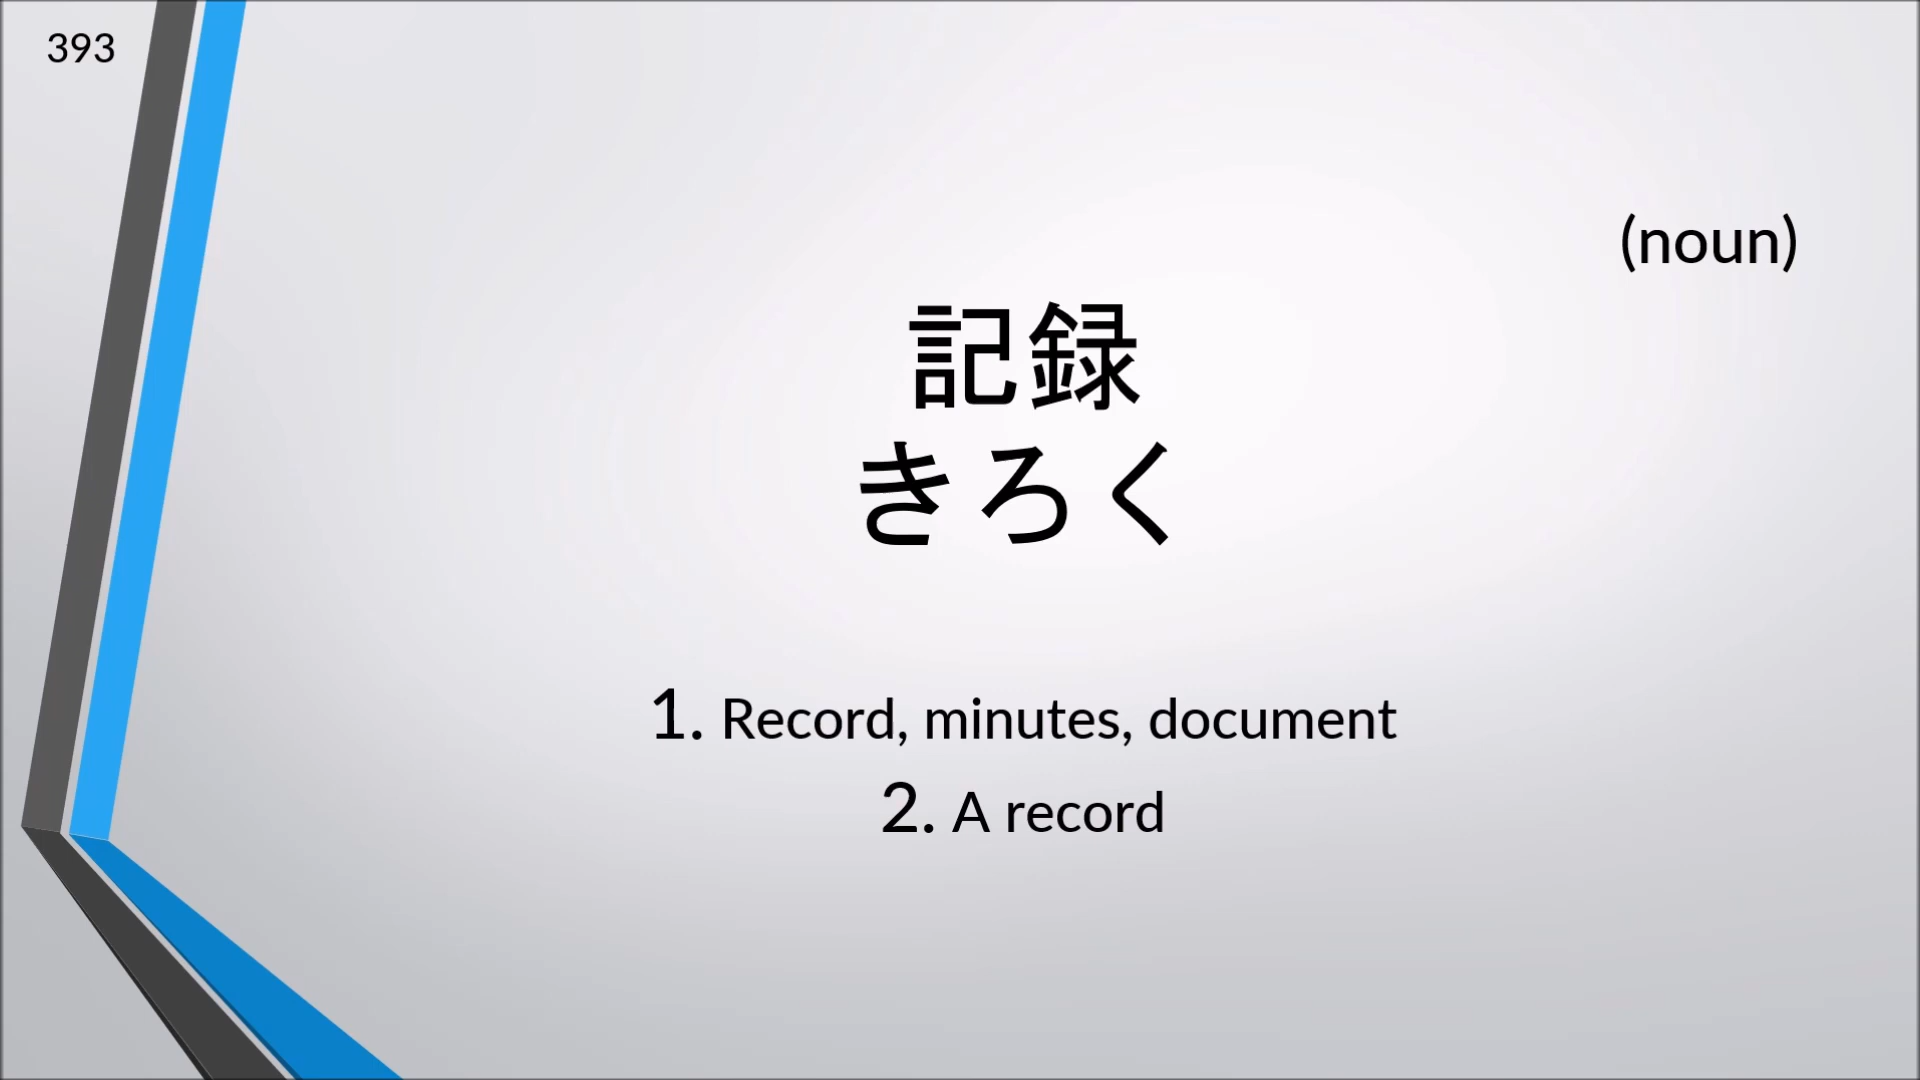 393
(noun)
記録
きろく
1. Record, minutes, document
2. A record